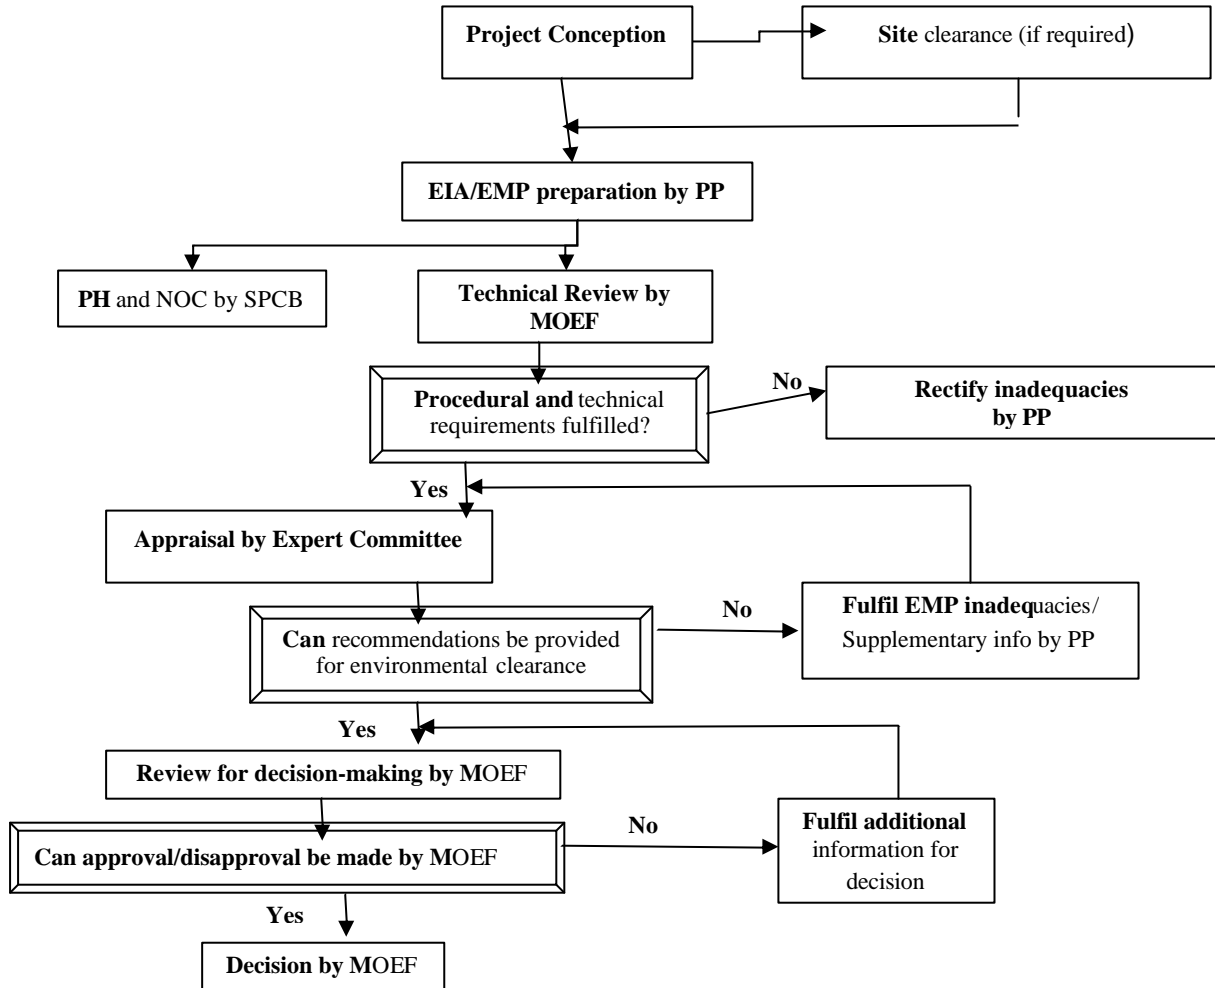 Project Conception
Site clearance (if required)
EIA/EMP preparation by PP
PH and NOC by SPCB
Technical Review by
MOEF
Procedural and technical
requirements fulfilled?
No
Rectify inadequacies
by PP
Yes
Appraisal by Expert Committee
Can recommendations be provided
for environmental clearance
No
Fulfil EMP inadequacies/
Supplementary info by PP
Yes
Review for decision-making by MOEF
Can approval/disapproval be made by MOEF
No
Fulfil additional
information for
decision
Yes
Decision by MOEF